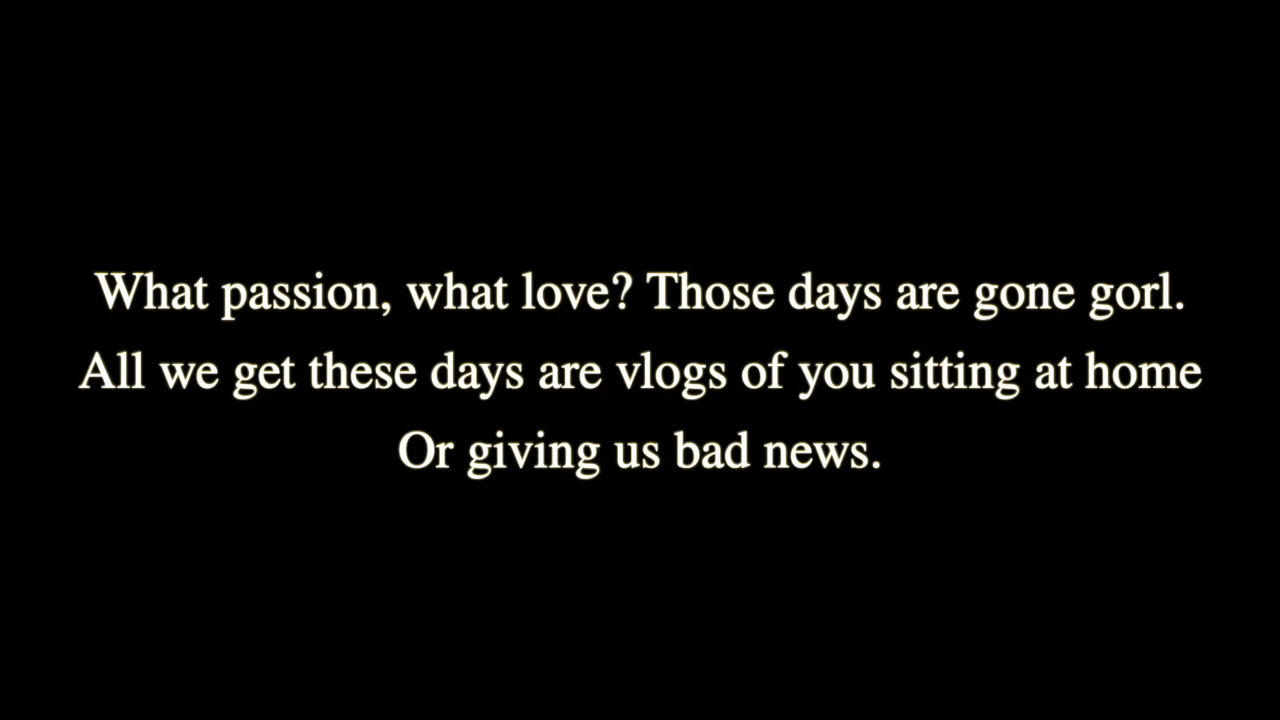 What passion, what love? Those days are gone gorl.
All we get these days are vlogs of you sitting at home
Or giving us bad news.